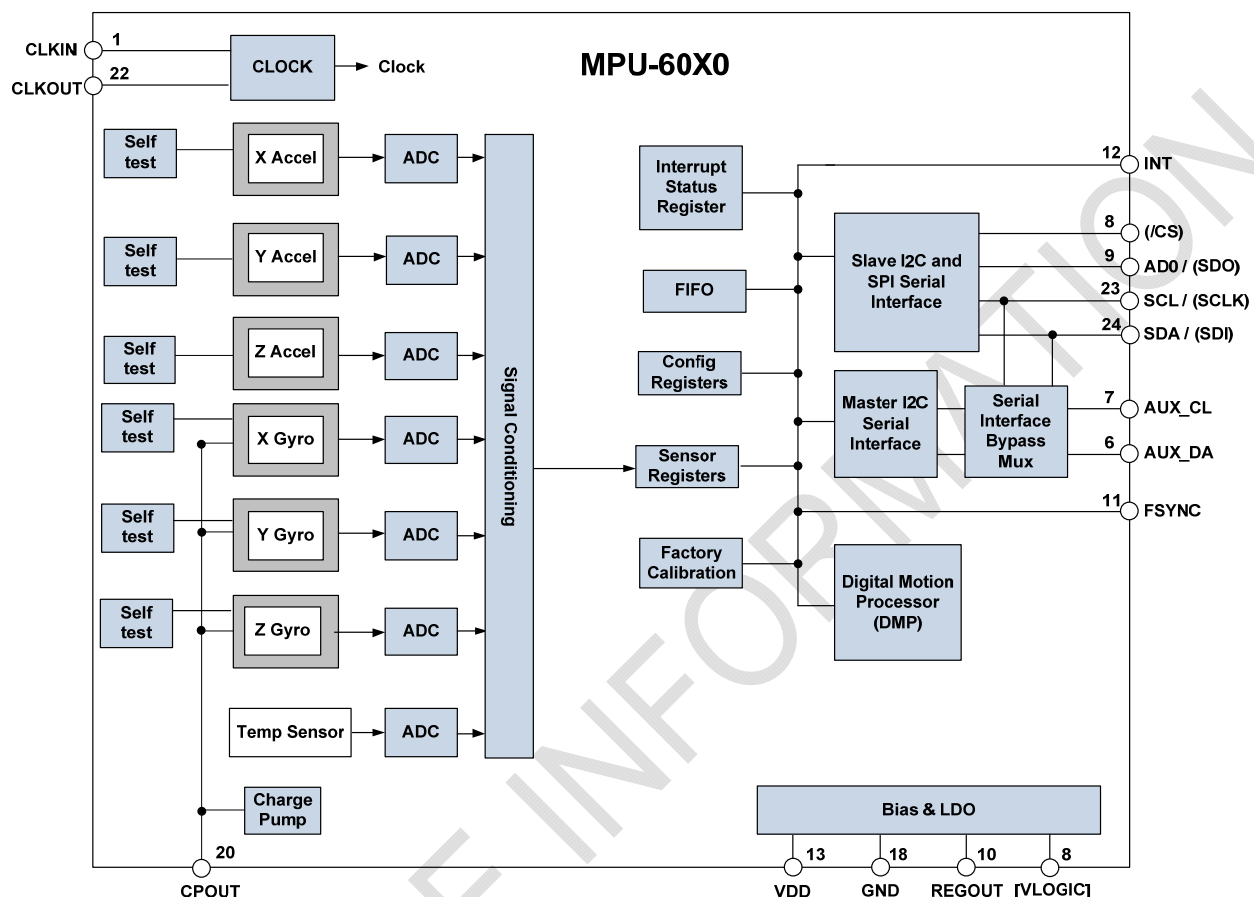 MPU-60X0
CLKIN
1
CLKOUT
22
CLOCK
Clock
Self
test
X Accel
ADC
Self
test
Y Accel
ADC
Self
test
Z Accel
ADC
Self
test
X Gyro
ADC
Self
test
Y Gyro
ADC
Self
test
Z Gyro
ADC
Temp Sensor
ADC
Charge
Pump
20
CPOUT
Signal Conditioning
Interrupt
Status
Register
FIFO
Config
Registers
Sensor
Registers
Factory
Calibration
Slave I2C and
SPI Serial
Interface
Master I2C
Serial
Interface
Serial
Interface
Bypass
Mux
Digital Motion
Processor
(DMP)
12
INT
8
(/CS)
9
AD0 / (SDO)
23
SCL / (SCLK)
24
SDA / (SDI)
7
AUX_CL
6
AUX_DA
11
FSYNC
Bias & LDO
13
VDD
18
GND
10
REGOUT
8
[VLOGIC]
E INFORMATION